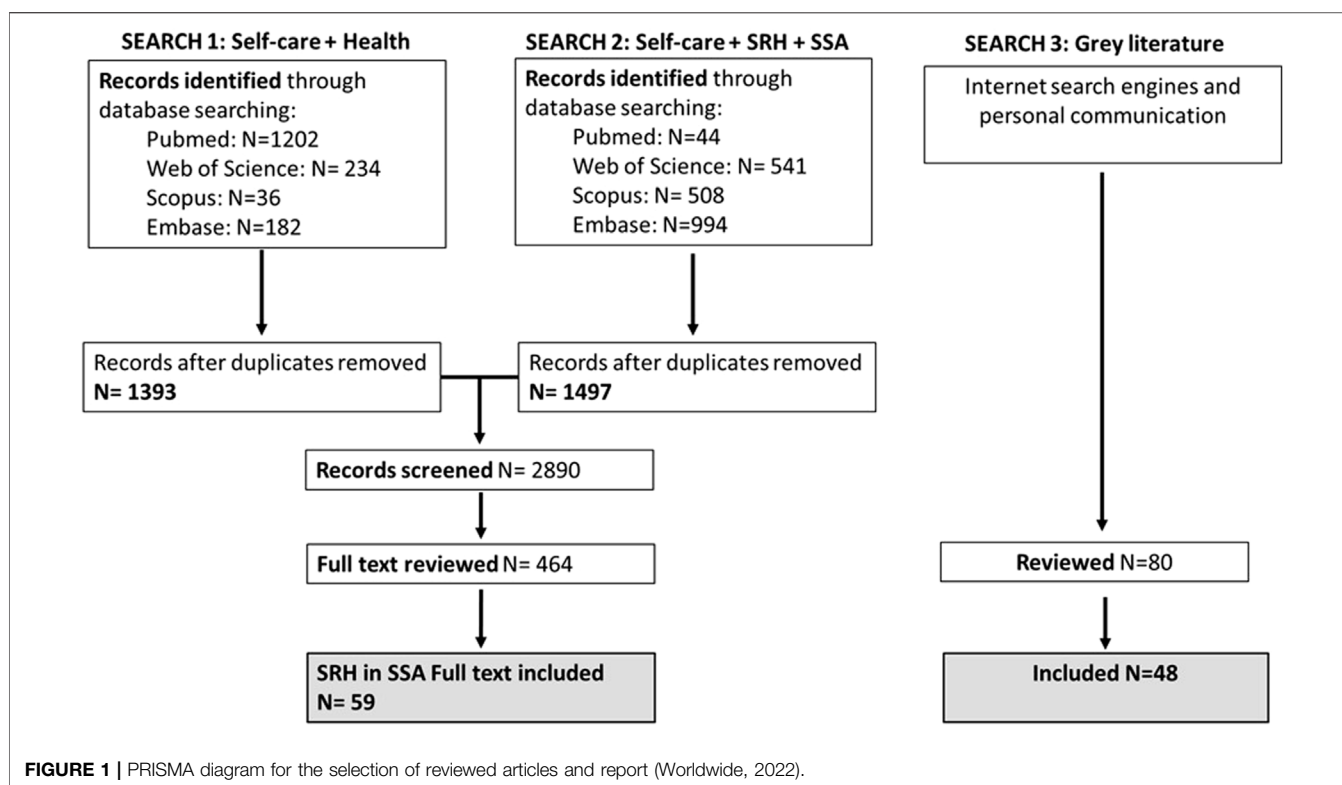 SEARCH 1: Self-care + Health
Records identified through
database searching:
Pubmed: N=1202
Web of Science: N= 234
Scopus: N=36
Embase: N=182
SEARCH 2: Self-care + SRH + SSA
Records identified through
database searching:
Pubmed: N=44
Web of Science: N= 541
Scopus: N= 508
Embase: N=994
SEARCH 3: Grey literature
Internet search engines and
personal communication
Records after duplicates removed
N= 1393
Records after duplicates removed
N= 1497
Records screened N= 2890
Full text reviewed N= 464
Reviewed N=80
SRH in SSA Full text included
N= 59
Included N=48
FIGURE 1 | PRISMA diagram for the selection of reviewed articles and report (Worldwide, 2022).